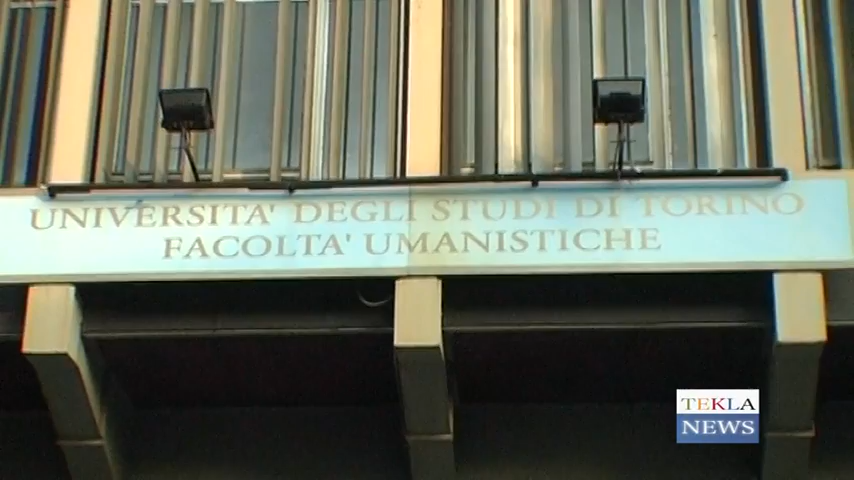 UNIVERSITA' DEGLI STUDI DI TORINO
FACOLTA' UMANISTICHE
TEKLA
NEWS